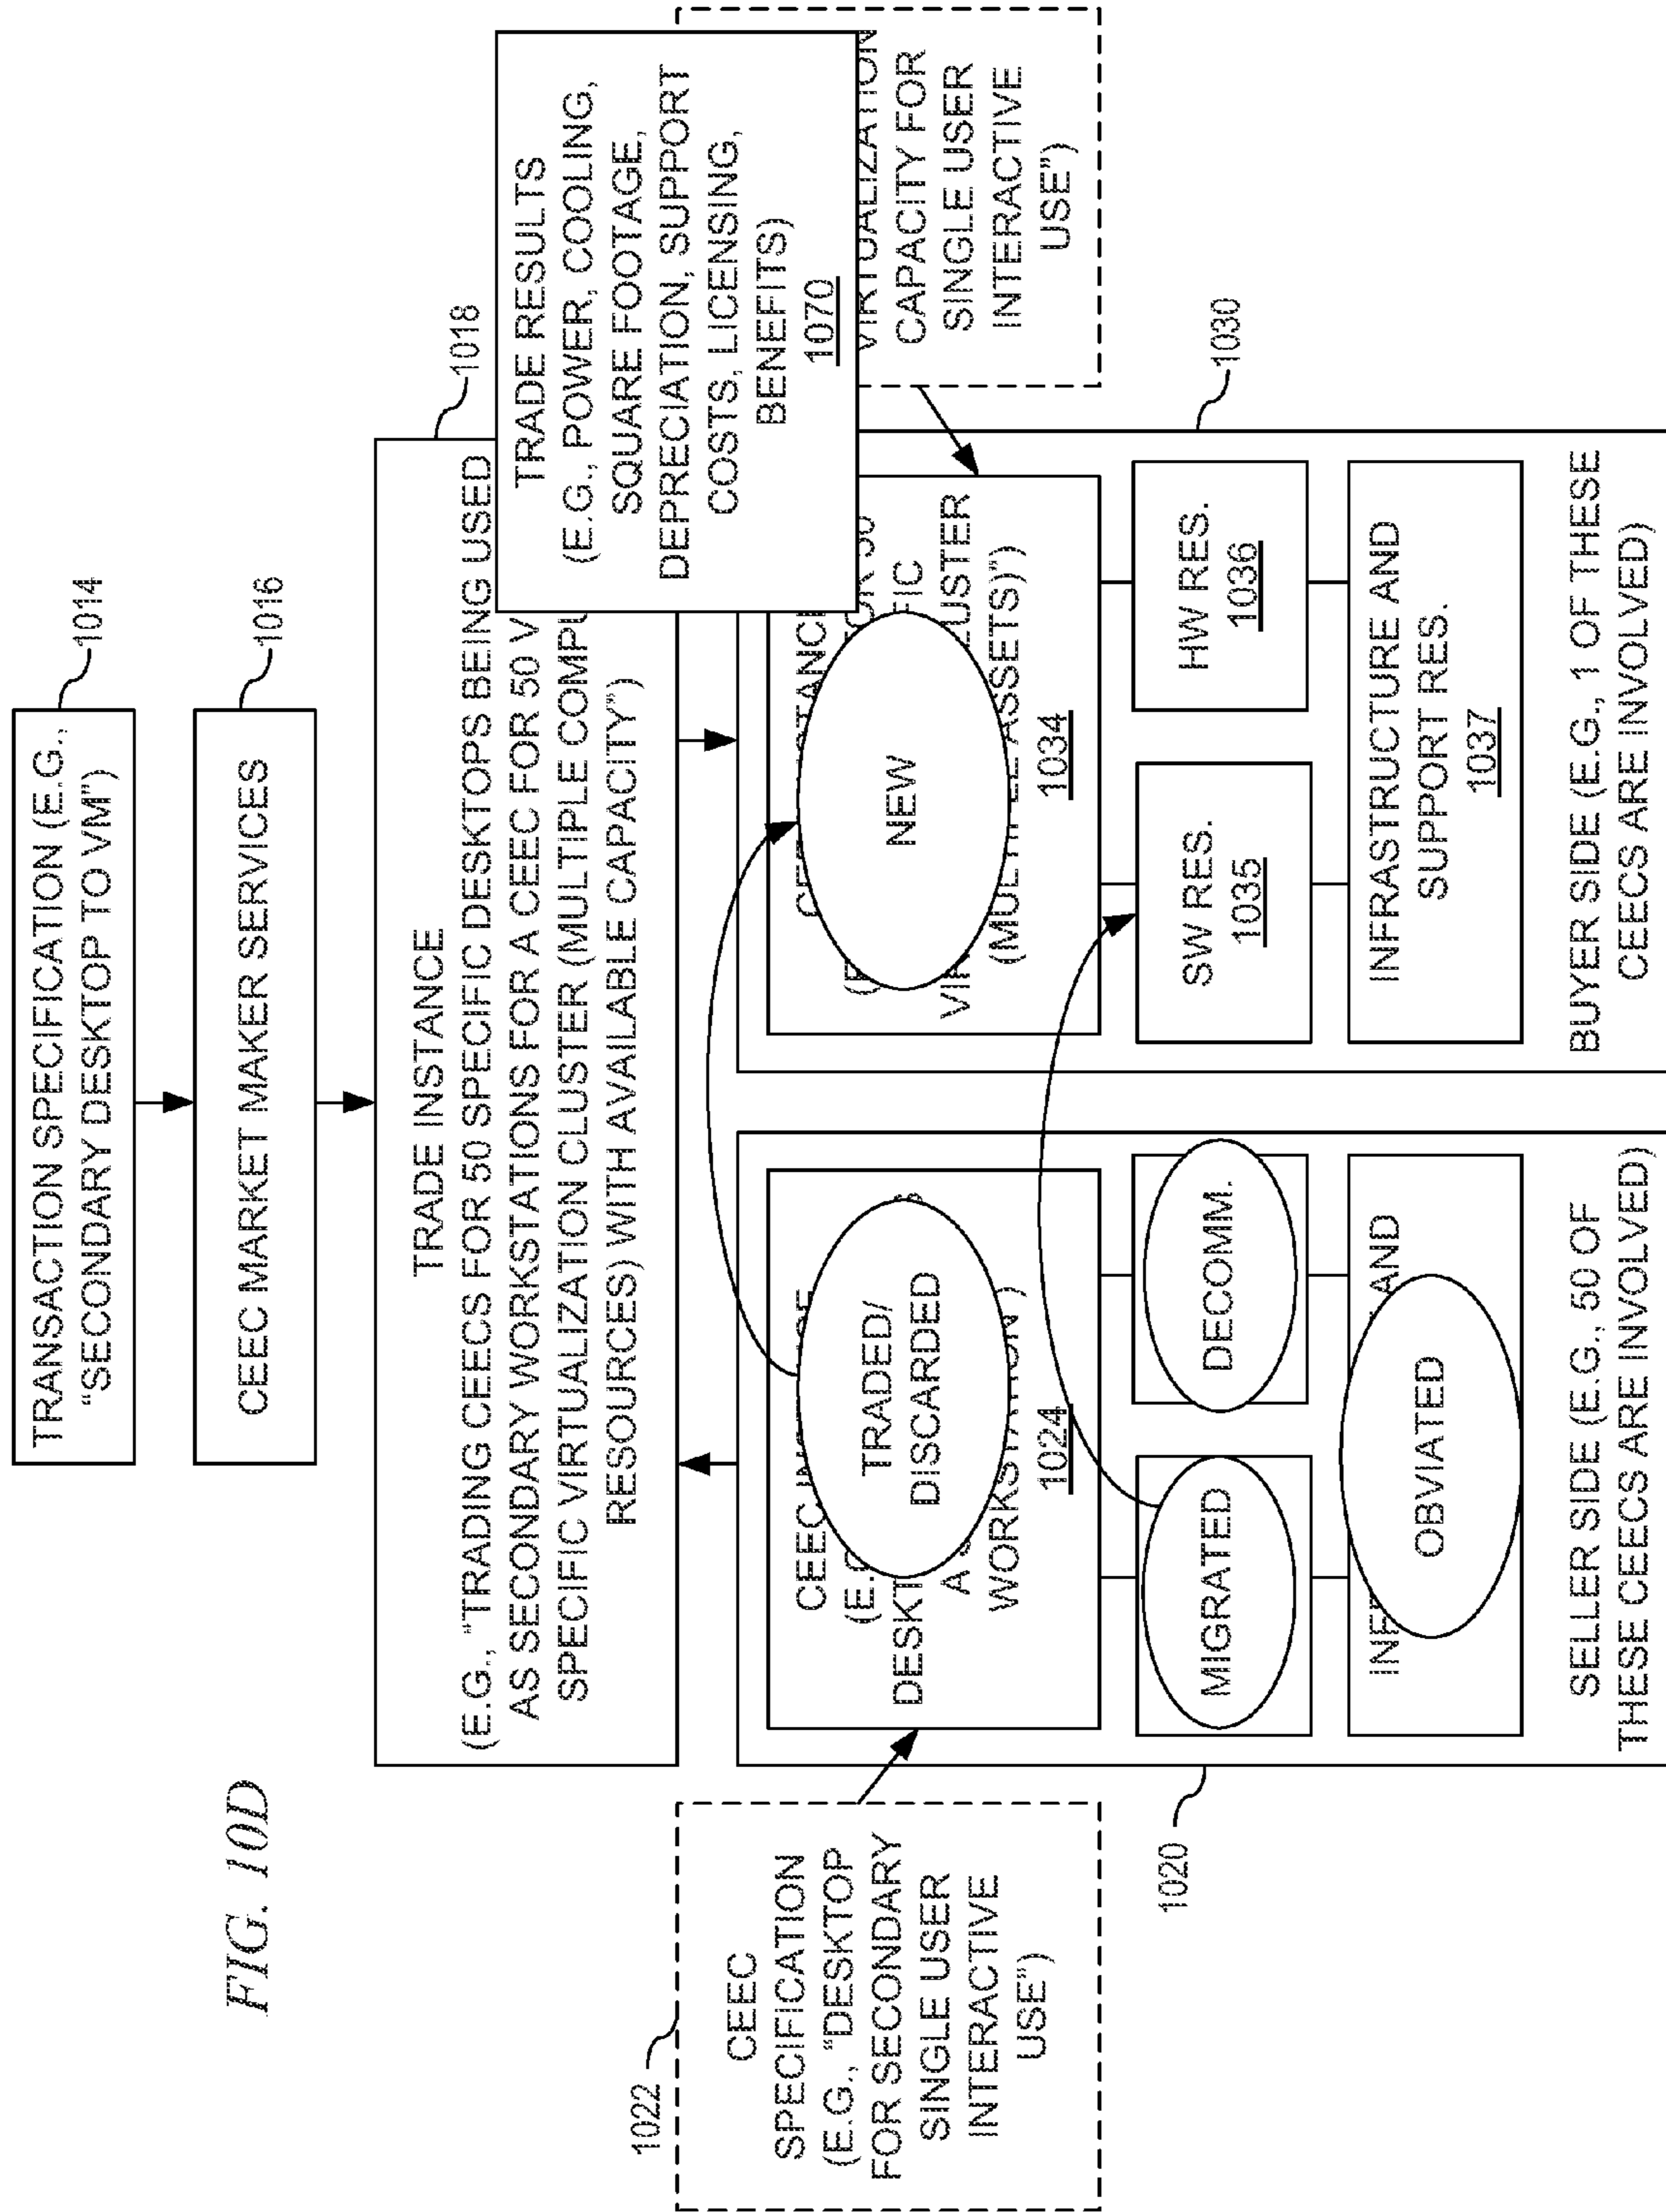 FIG. 10D
TRANSACTION SPECIFICATION (E.G.,
“SECONDARY DESKTOP TO VM”)
1014
CEEC MARKET MAKER SERVICES
1016
TRADE INSTANCE
(E.G., “TRADING CEECS FOR 50 SPECIFIC DESKTOPS BEING USED
AS SECONDARY WORKSTATIONS FOR A CEEC FOR 50 V
SPECIFIC VIRTUALIZATION CLUSTER (MULTIPLE
RESOURCES) WITH AVAILABLE CAPACITY”)
1018
TRADE RESULTS
(E.G., POWER, COOLING,
SQUARE FOOTAGE,
DEPRECIATION, SUPPORT
COSTS, LICENSING,
BENEFITS)
1070
1022
CEEC
SPECIFICATION
(E.G., “DESKTOP
FOR SECONDARY
SINGLE USER
INTERACTIVE
USE”)
CEEC
(E.G
DESKT
A
WORKSTATION”)
1024
TRADED/
DISCARDED
MIGRATED
DECOMM.
AND
OBVIATED
SELLER SIDE (E.G., 50 OF
THESE CEECS ARE INVOLVED)
1020
(MULTIPLE ASSETS)”)
1034
NEW
SW RES.
1035
HW RES.
1036
INFRASTRUCTURE AND
SUPPORT RES.
1037
BUYER SIDE (E.G., 1 OF THESE
CEECS ARE INVOLVED)
1030
VIRTUALIZATION
CAPACITY FOR
SINGLE USER
INTERACTIVE
USE”)